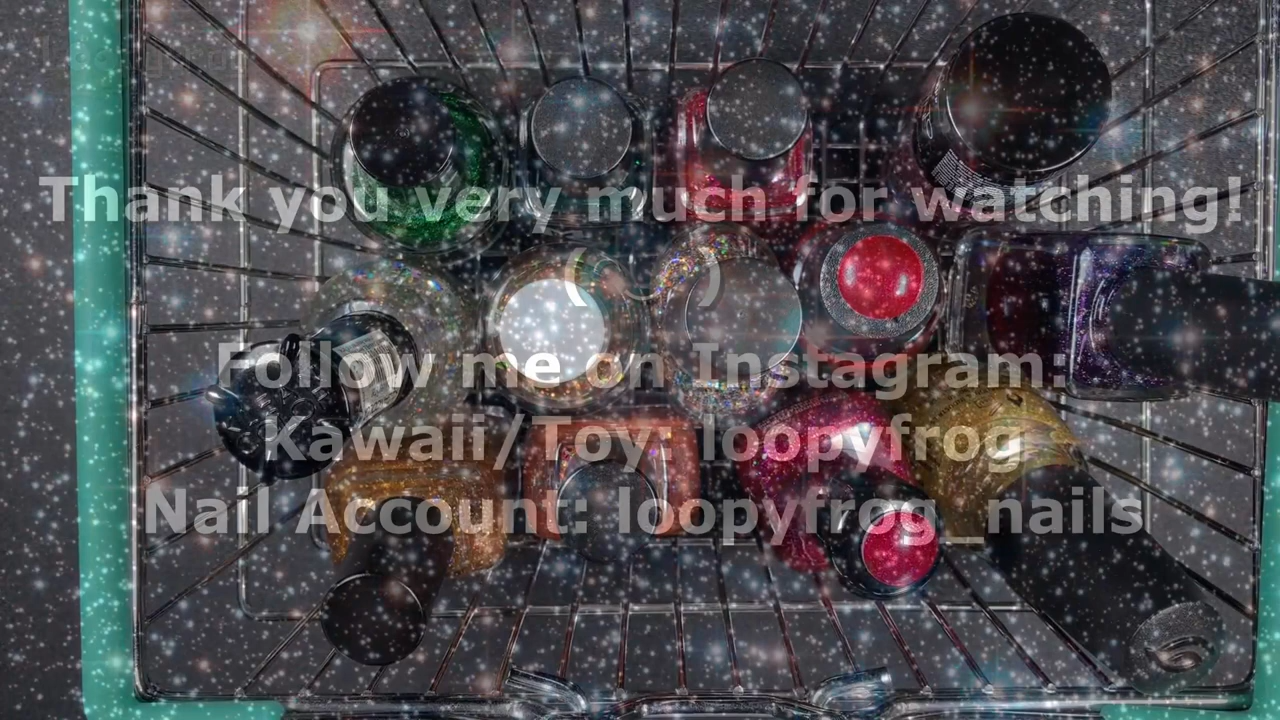 Thank you very much for watching!
(  ◡  )
Follow me on Instagram:
Kawaii/Toy: loopyfrog
Nail Account: loopyfrog_nails